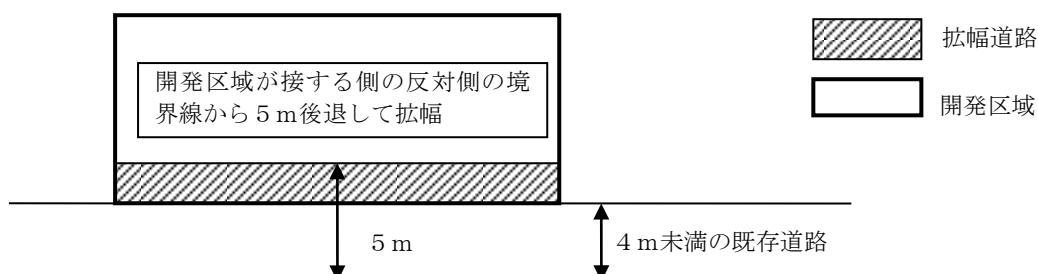 拡幅道路
開発区域が接する側の反対側の境
界線から５ｍ後退して拡幅
開発区域
５ｍ
４ｍ未満の既存道路